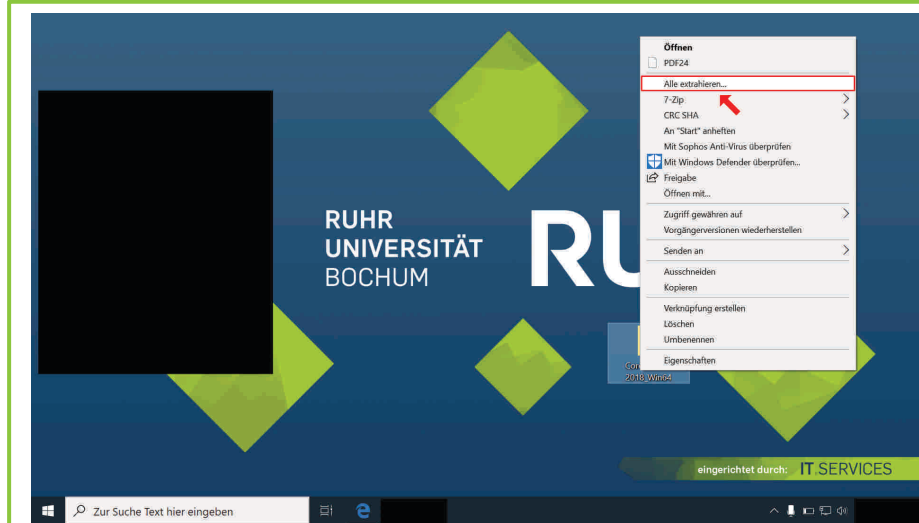 Öffnen
PDF24
Alle extrahieren...
7-Zip
CRC SHA
An "Start" anheften
Mit Sophos Anti-Virus überprüfen
Mit Windows Defender überprüfen...
Freigabe
Öffnen mit...
Zugriff gewähren auf
Vorgängerversionen wiederherstellen
Senden an
Ausschneiden
Kopieren
Verknüpfung erstellen
Löschen
Umbenennen
Eigenschaften
RUHR
UNIVERSITÄT
BOCHUM
RU
2018_Win64
eingerichtet durch: IT.SERVICES
Zur Suche Text hier eingeben